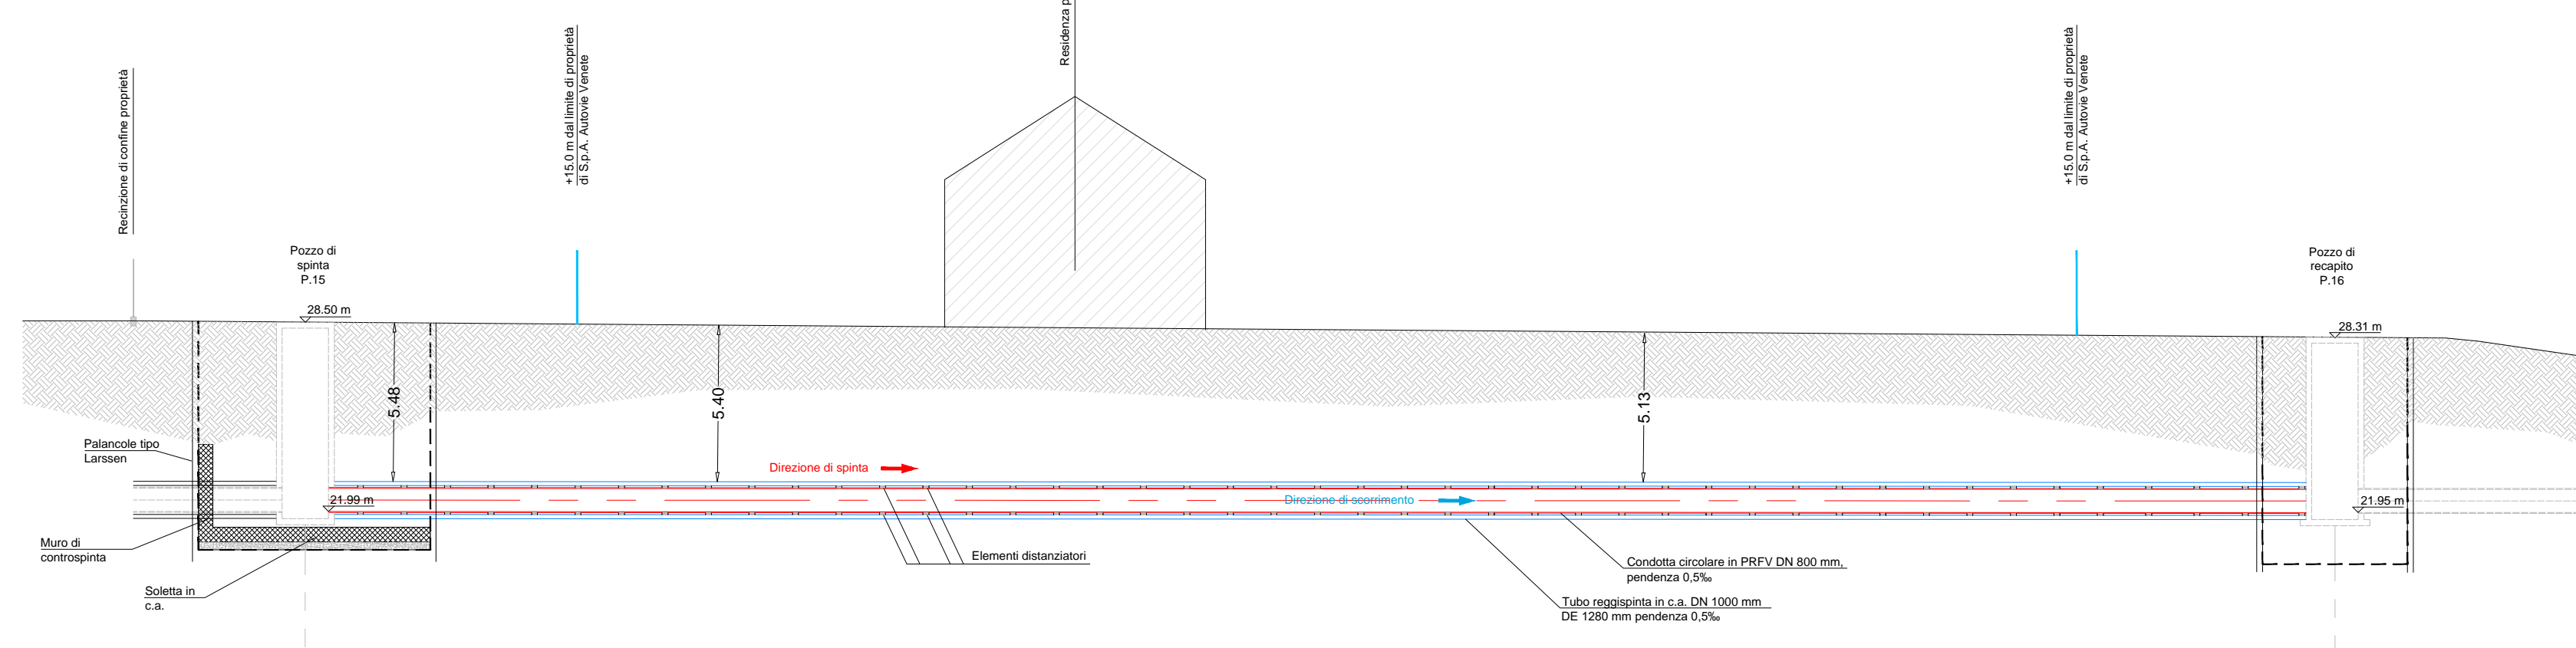 Recinzione di confine proprietà
+15.0 m dal limite di proprietà
di S.p.A. Autovie Venete
Residenza
+15.0 m dal limite di proprietà
di S.p.A. Autovie Venete
Pozzo di
spinta
P.15
28.50 m
Pozzo di
recapito
P.16
28.31 m
5.48
5.40
5.13
Palancole tipo
Larssen
Direzione di spinta
21.99 m
Direzione di scorrimento
21.95 m
Muro di
controspinta
Elementi distanziatori
Condotta circolare in PRFV DN 800 mm,
pendenza 0,5‰
Soletta in
c.a.
Tubo reggispinta in c.a. DN 1000 mm
DE 1280 mm pendenza 0,5‰